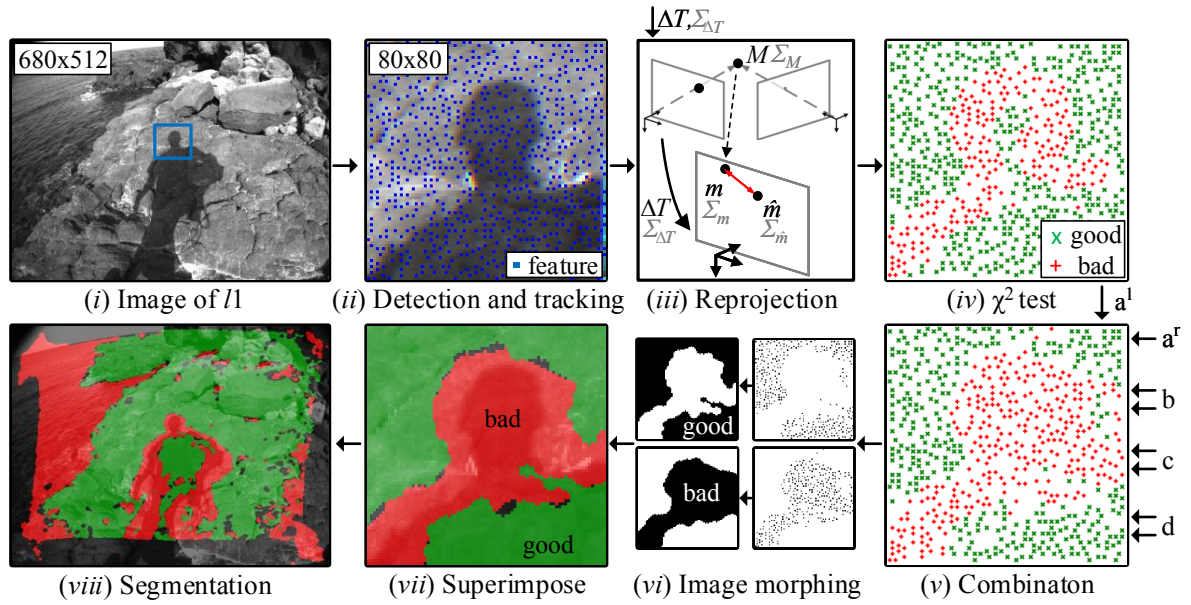 680x512
80x80
feature
ΔT, Σ_ΔT
M Σ_M
m
Σ_m
m̂
Σ_m̂
ΔT
Σ_ΔT
good
bad
(i) Image of l1
(ii) Detection and tracking
(iii) Reprojection
(iv) χ² test
a^l
bad
good
good
bad
a^r
b
c
d
(viii) Segmentation
(vii) Superimpose
(vi) Image morphing
(v) Combinaton